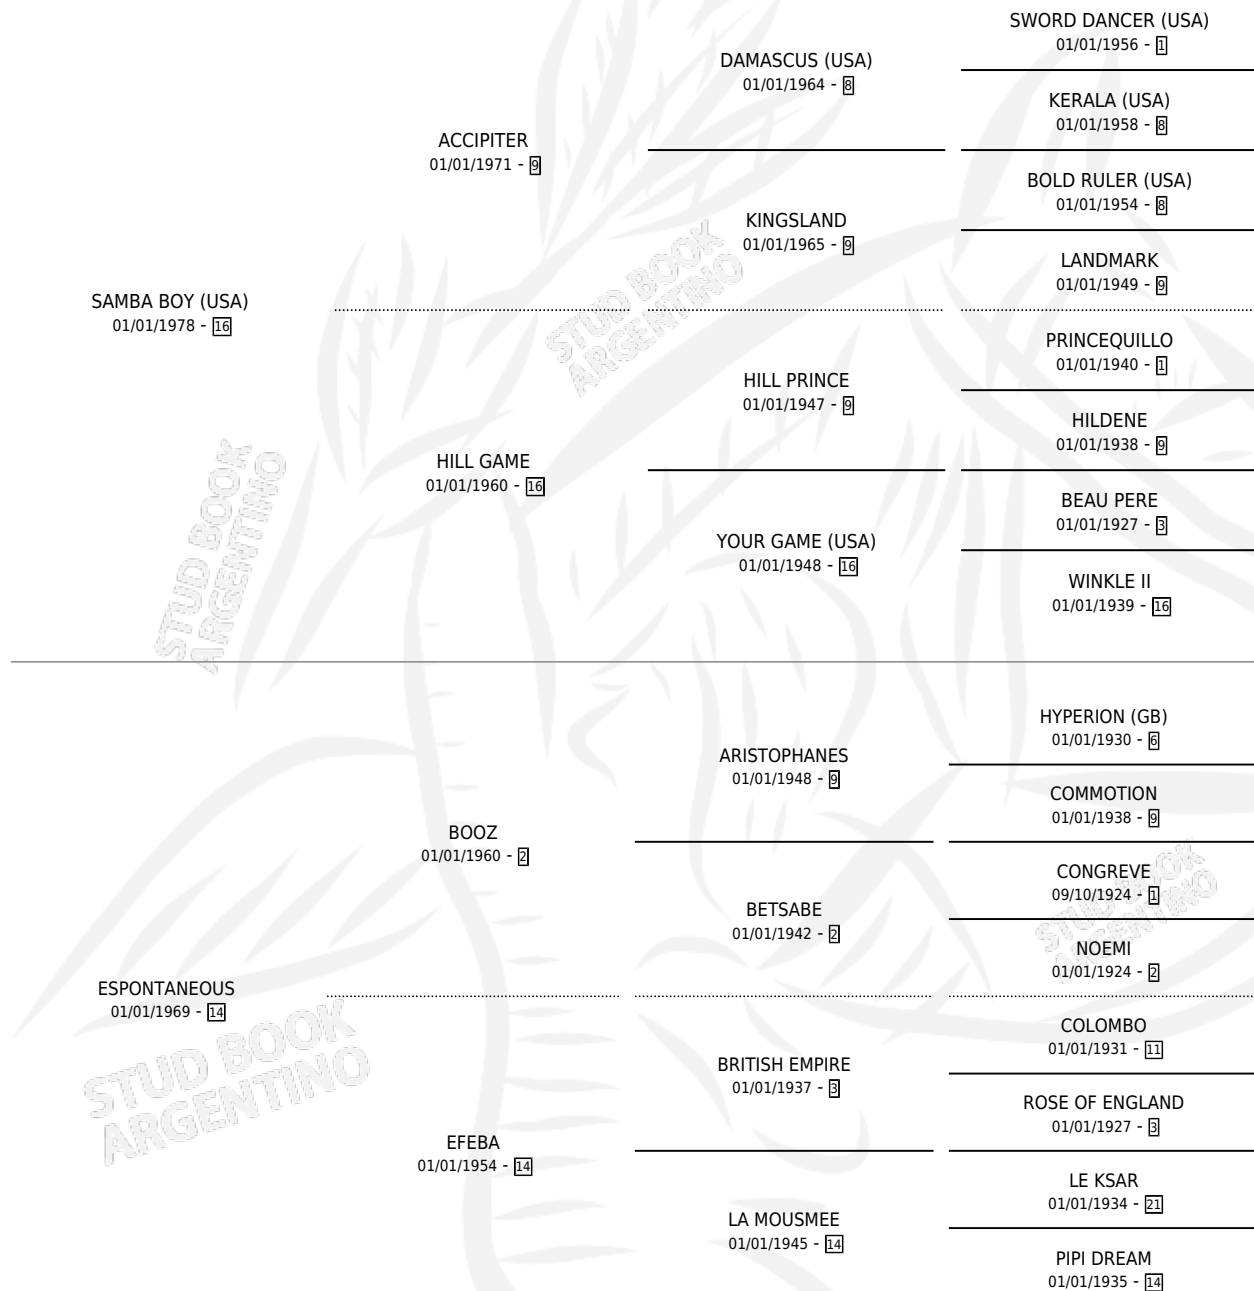 SWORD DANCER (USA)
01/01/1956 - 1
DAMASCUS (USA)
01/01/1964 - 8
KERALA (USA)
01/01/1958 - 8
ACCIPITER
01/01/1971 - 9
BOLD RULER (USA)
01/01/1954 - 8
KINGSLAND
01/01/1965 - 9
LANDMARK
01/01/1949 - 9
SAMBA BOY (USA)
01/01/1978 - 16
STUD BOOK
ARGENTINO
PRINCEQUILLO
01/01/1940 - 1
HILL PRINCE
01/01/1947 - 9
HILDENE
01/01/1938 - 9
HILL GAME
01/01/1960 - 16
BEAU PERE
01/01/1927 - 3
YOUR GAME (USA)
01/01/1948 - 16
WINKLE II
01/01/1939 - 16
STUD BOOK
ARGENTINO
HYPERION (GB)
01/01/1930 - 6
ARISTOPHANES
01/01/1948 - 9
COMMOTION
01/01/1938 - 9
BOOZ
01/01/1960 - 2
CONGREVE
09/10/1924 - 1
BETSABE
01/01/1942 - 2
NOEMI
01/01/1924 - 2
STUD BOOK
ARGENTINO
ESPONTANEOUS
01/01/1969 - 14
COLOMBO
01/01/1931 - 11
BRITISH EMPIRE
01/01/1937 - 3
ROSE OF ENGLAND
01/01/1927 - 3
STUD BOOK
ARGENTINO
EFEBA
01/01/1954 - 14
LE KSAR
01/01/1934 - 21
LA MOUSMEE
01/01/1945 - 14
PIPI DREAM
01/01/1935 - 14